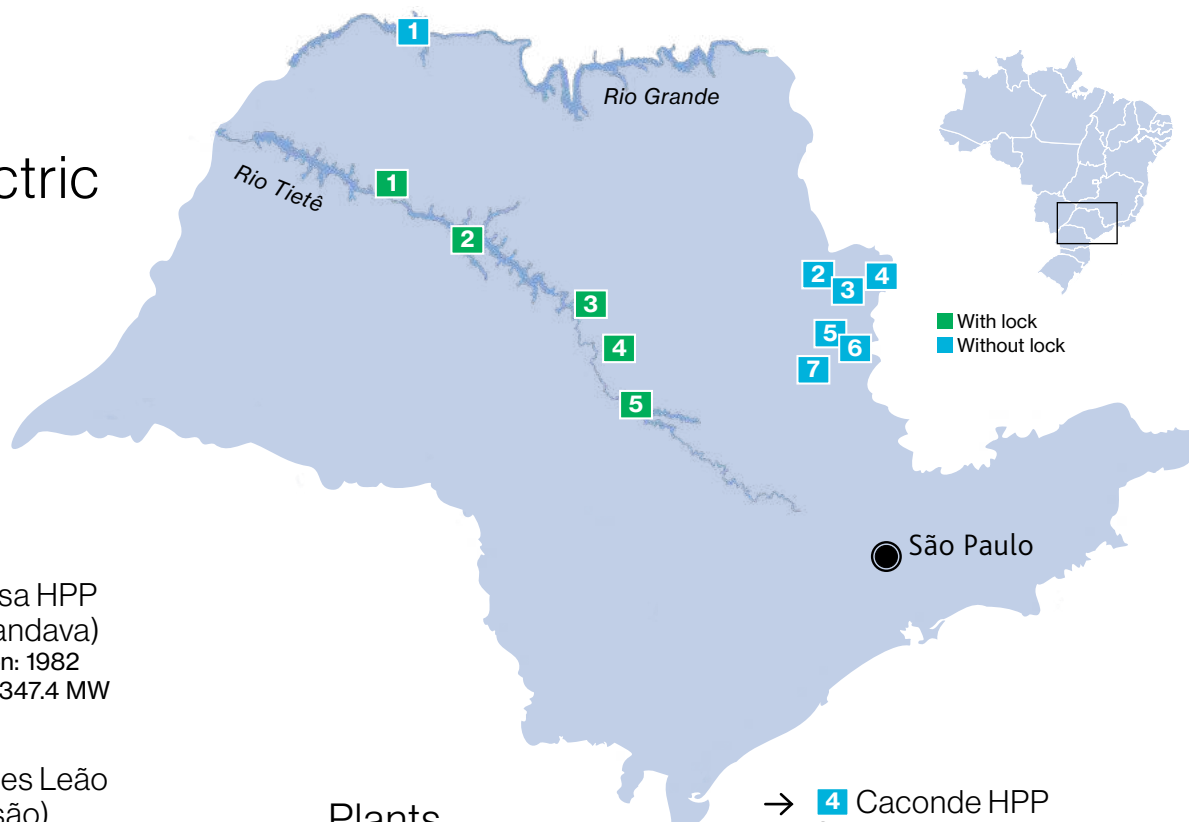 1
Rio Grande
ctric
Rio Tietê
1
2
3
4
5
2
3
4
5
6
7
With lock
Without lock
São Paulo
sa HPP
andava)
n: 1982
347.4 MW
es Leão
são)
Plants
→ 4 Caconde HPP